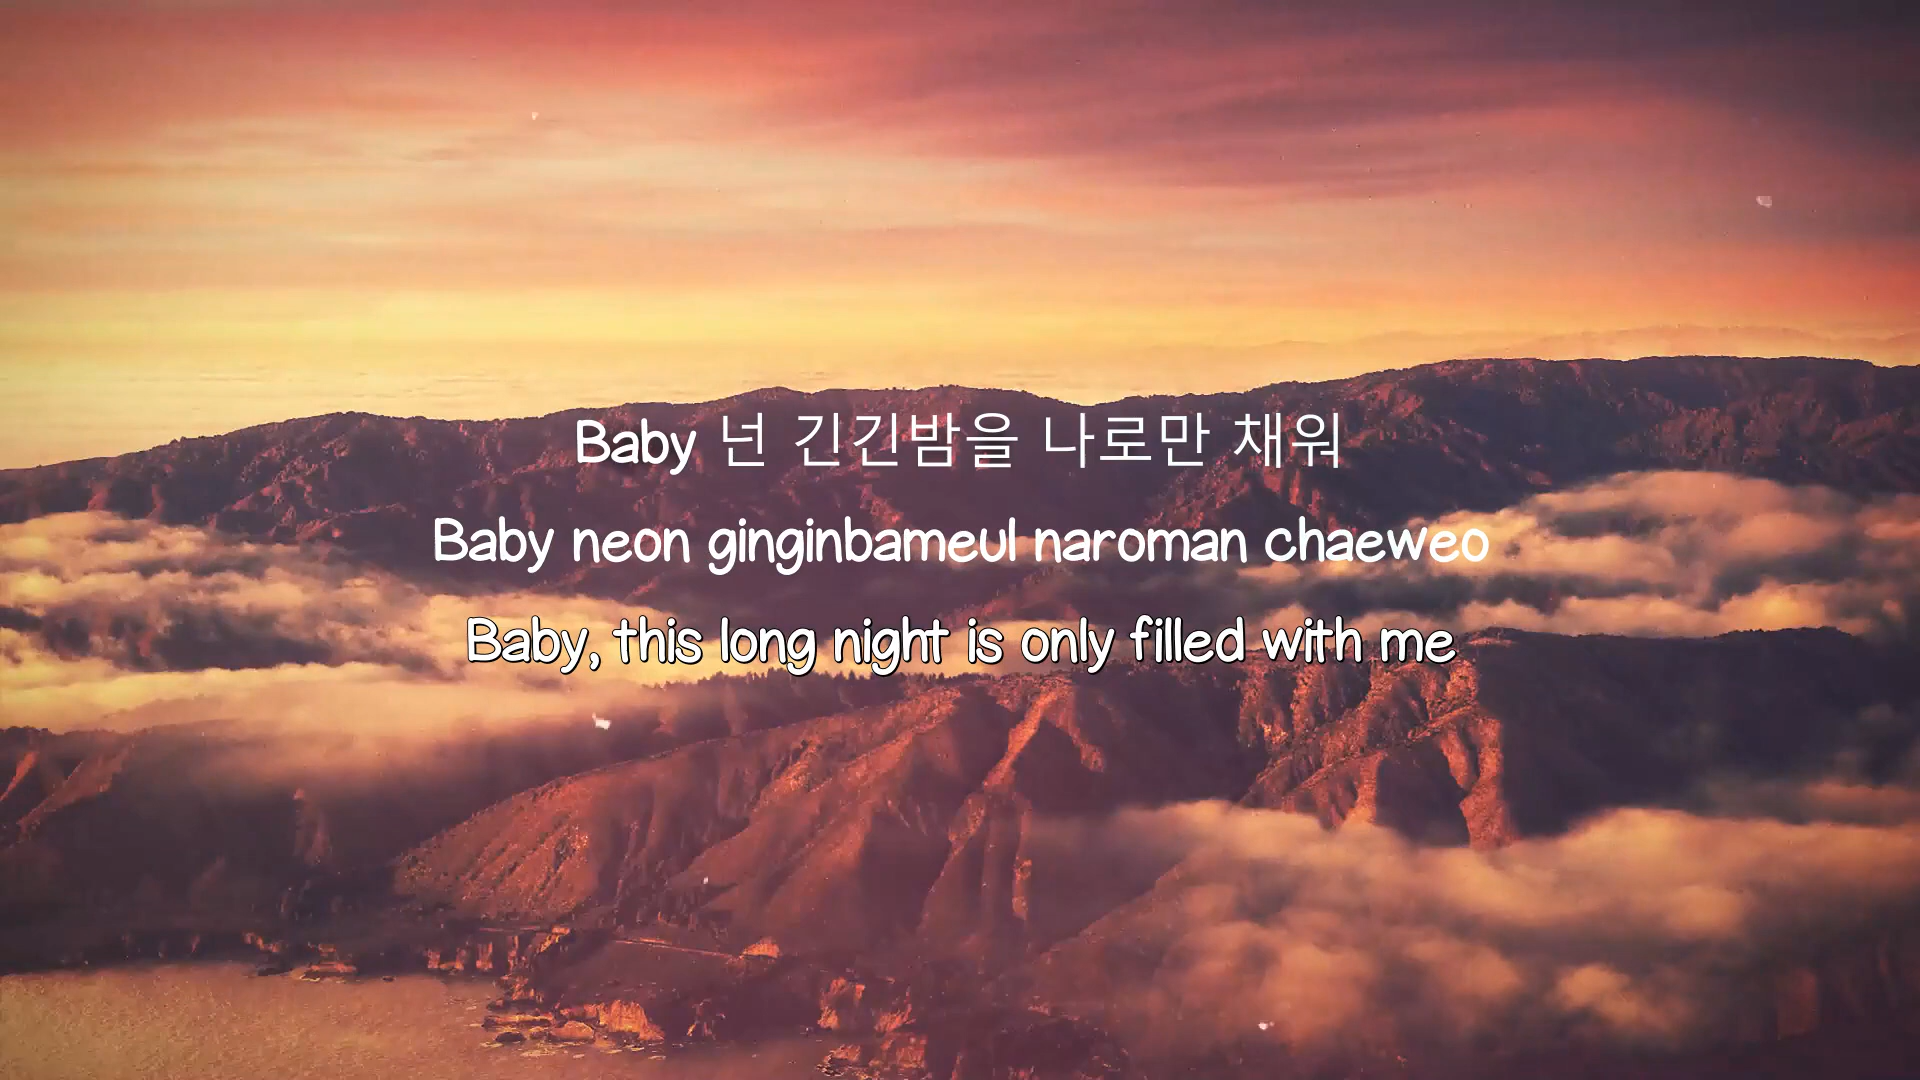 Baby 넌 긴긴밤을 나로만 채워
Baby neon ginginbameul naroman chaeweo
Baby, this long night is only filled with me